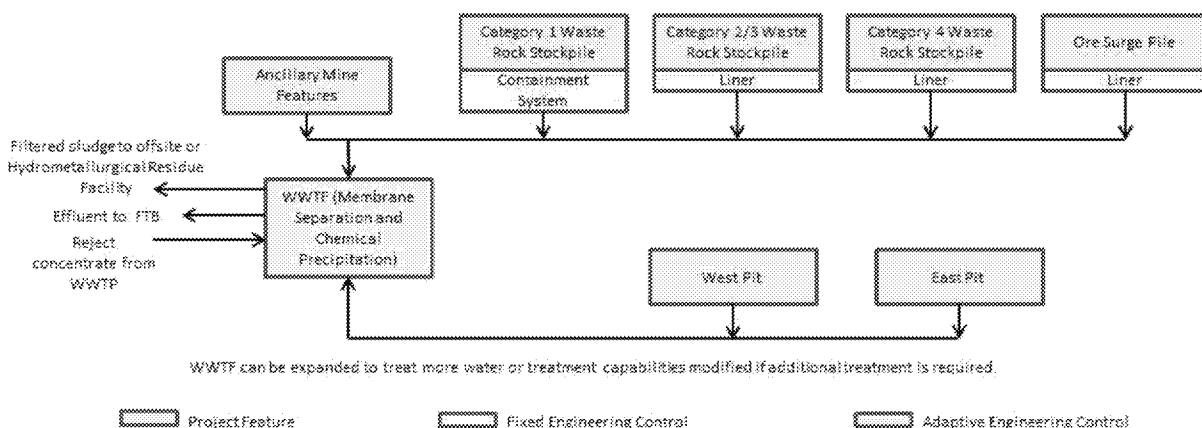 Category 1 Waste
Rock Stockpile
Containment
System
Category 2/3 Waste
Rock Stockpile
Liner
Category 4 Waste
Rock Stockpile
Liner
Ore Surge Pile
Liner
Ancillary Mine
Features
Filtered sludge to offsite or
Hydrometallurgical Residue
Facility
Effluent to FTB
Reject
concentrate from
WWTP
WWTF (Membrane
Separation and
Chemical
Precipitation)
West Pit
East Pit
WWTF can be expanded to treat more water or treatment capabilities modified if additional treatment is required.
Project Feature
Fixed Engineering Control
Adaptive Engineering Control